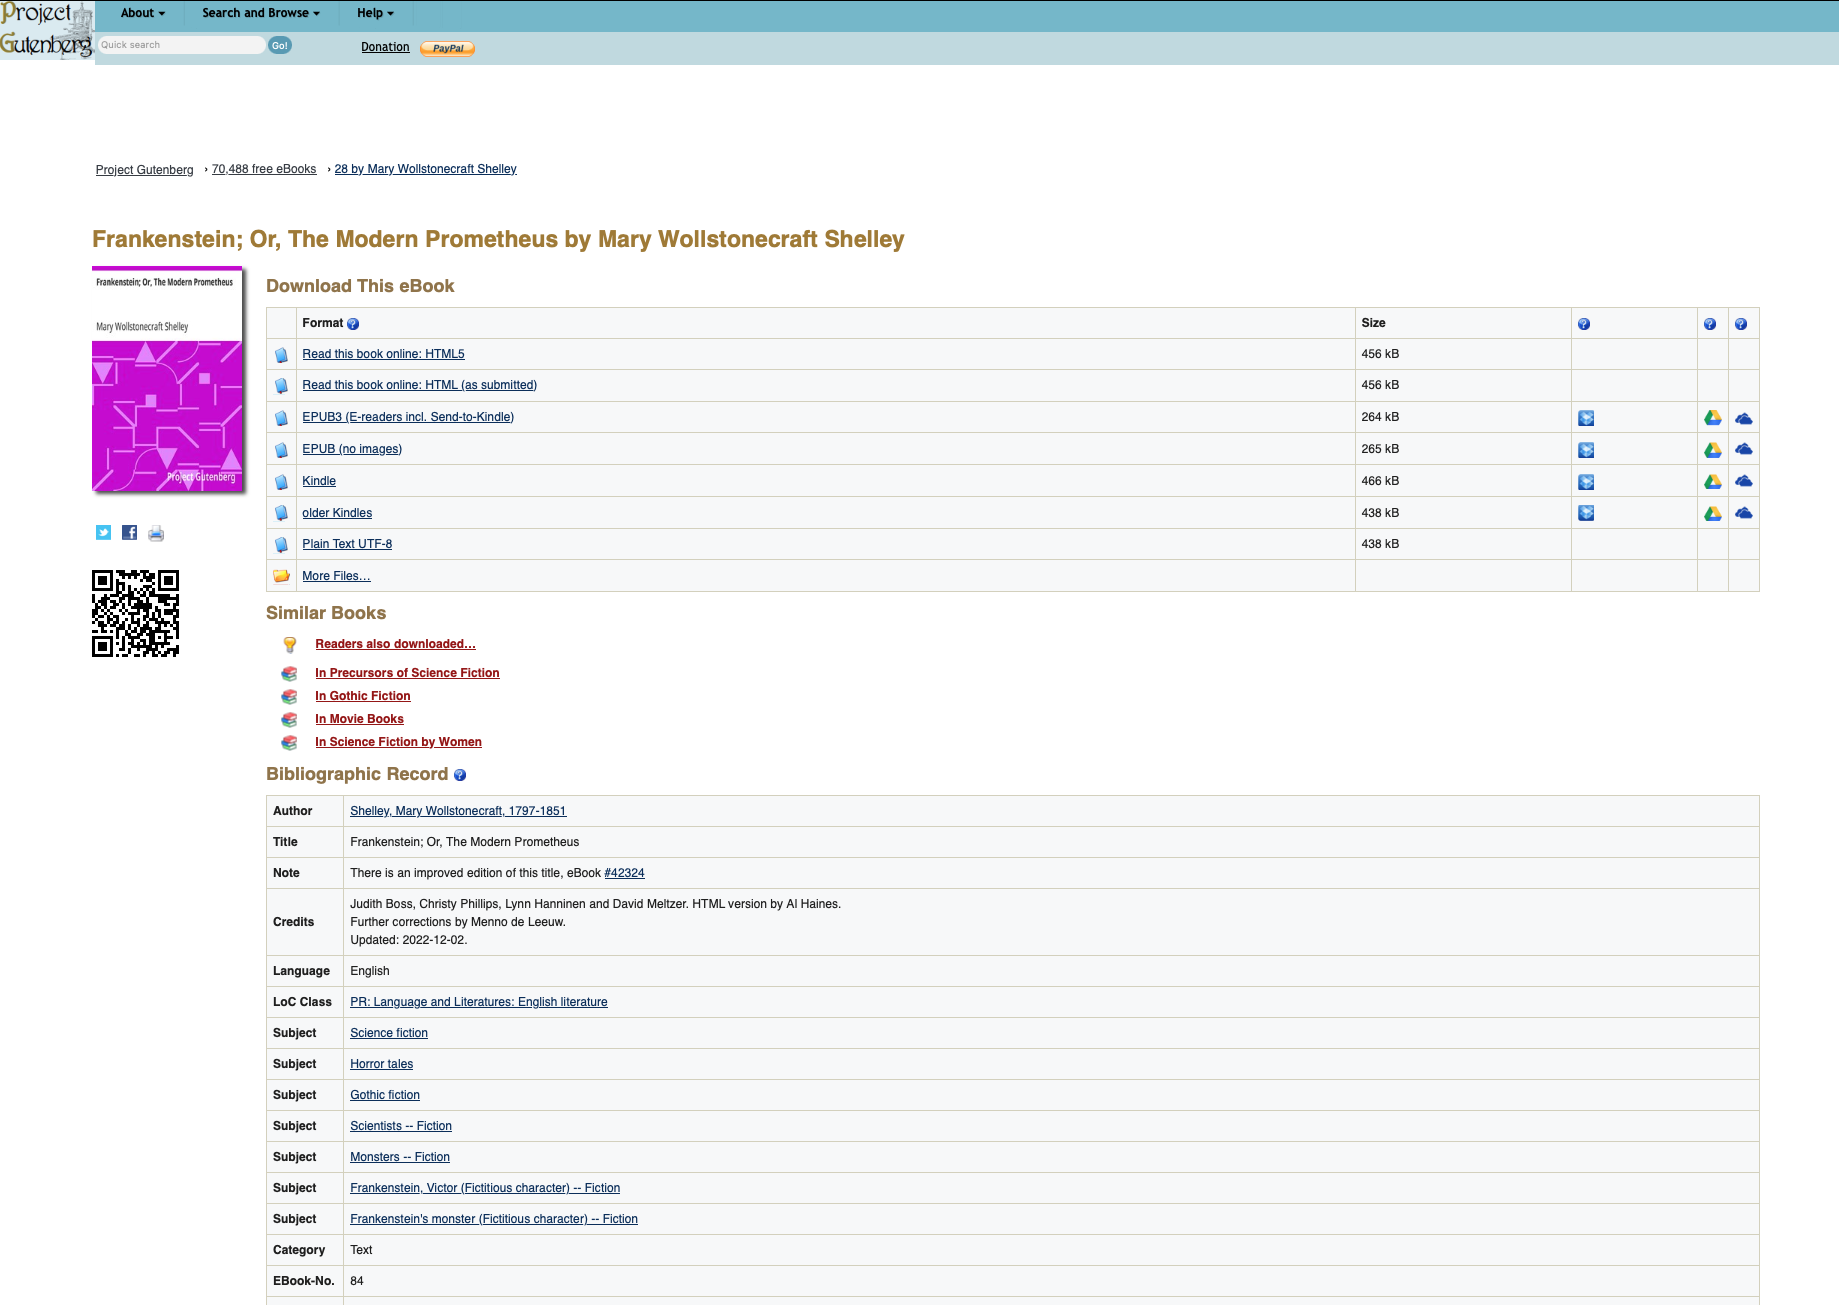 Project Gutenberg
About
Search and Browse
Help
Quick search
Go!
Donation
PayPal
Project Gutenberg
› 70,488 free eBooks
› 28 by Mary Wollstonecraft Shelley
Frankenstein; Or, The Modern Prometheus by Mary Wollstonecraft Shelley
Frankenstein; Or, The Modern Prometheus
Mary Wollstonecraft Shelley
Project Gutenberg
Download This eBook
Format ? Size ? ? ?
Read this book online: HTML5 456 kB
Read this book online: HTML (as submitted) 456 kB
EPUB3 (E-readers incl. Send-to-Kindle) 264 kB
EPUB (no images) 265 kB
Kindle 466 kB
older Kindles 438 kB
Plain Text UTF-8 438 kB
More Files…
Similar Books
Readers also downloaded…
In Precursors of Science Fiction
In Gothic Fiction
In Movie Books
In Science Fiction by Women
Bibliographic Record ?
Author Shelley, Mary Wollstonecraft, 1797-1851
Title Frankenstein; Or, The Modern Prometheus
Note There is an improved edition of this title, eBook #42324
Credits Judith Boss, Christy Phillips, Lynn Hanninen and David Meltzer. HTML version by Al Haines.
Further corrections by Menno de Leeuw.
Updated: 2022-12-02.
Language English
LoC Class PR: Language and Literatures: English literature
Subject Science fiction
Subject Horror tales
Subject Gothic fiction
Subject Scientists -- Fiction
Subject Monsters -- Fiction
Subject Frankenstein, Victor (Fictitious character) -- Fiction
Subject Frankenstein's monster (Fictitious character) -- Fiction
Category Text
EBook-No. 84